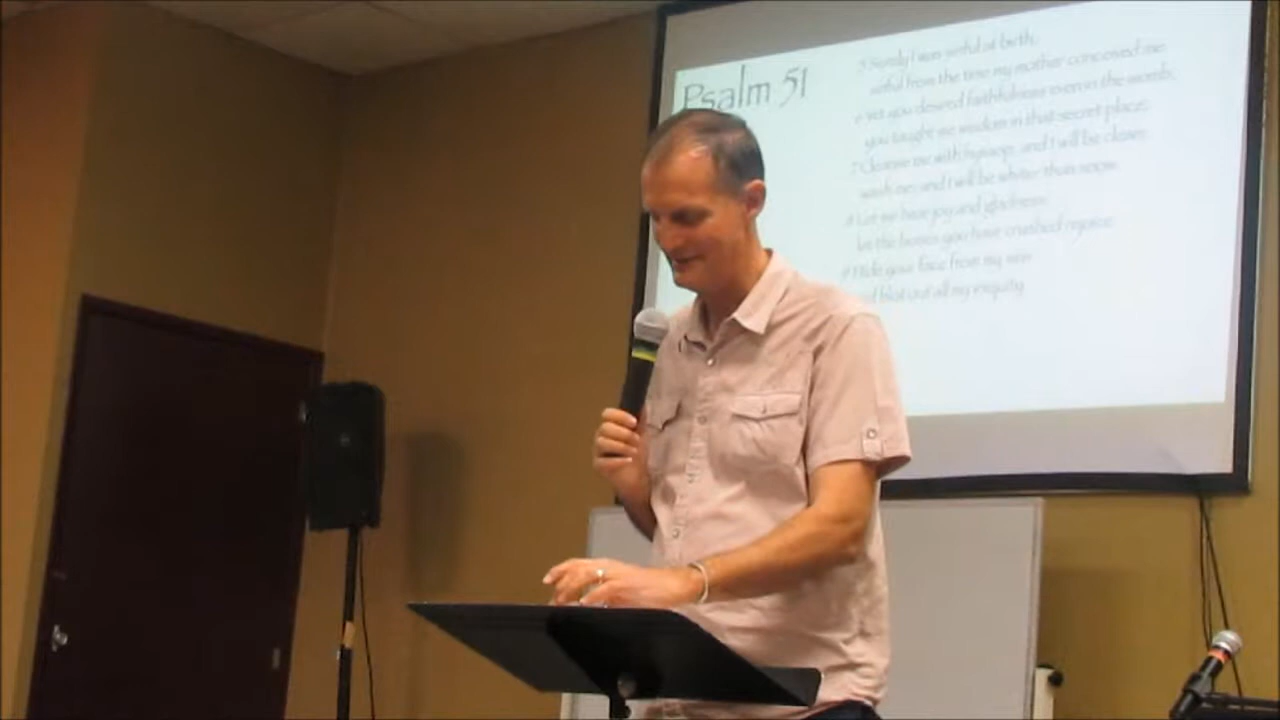 Psalm 51
5 Surely I was sinful at birth,
sinful from the time my mother conceived me.
6 Yet you desired faithfulness even in the womb;
you taught me wisdom in that secret place.
7 Cleanse me with hyssop, and I will be clean;
wash me, and I will be whiter than snow.
8 Let me hear joy and gladness;
let the bones you have crushed rejoice.
9 Hide your face from my sins
and blot out all my iniquity.